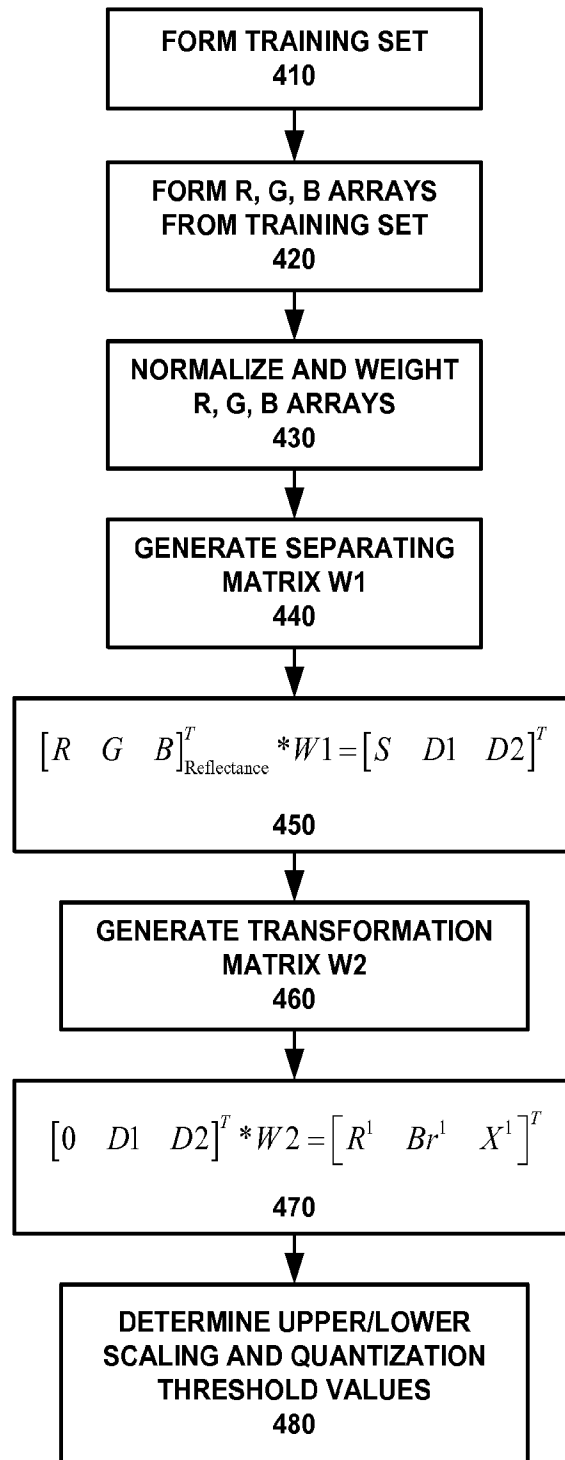 FORM TRAINING SET
410
FORM R, G, B ARRAYS
FROM TRAINING SET
420
NORMALIZE AND WEIGHT
R, G, B ARRAYS
430
GENERATE SEPARATING
MATRIX W1
440
[R G B]^T_Reflectance *W1=[S D1 D2]^T
450
GENERATE TRANSFORMATION
MATRIX W2
460
[0 D1 D2]^T *W2=[R^1 Br^1 X^1]^T
470
DETERMINE UPPER/LOWER
SCALING AND QUANTIZATION
THRESHOLD VALUES
480